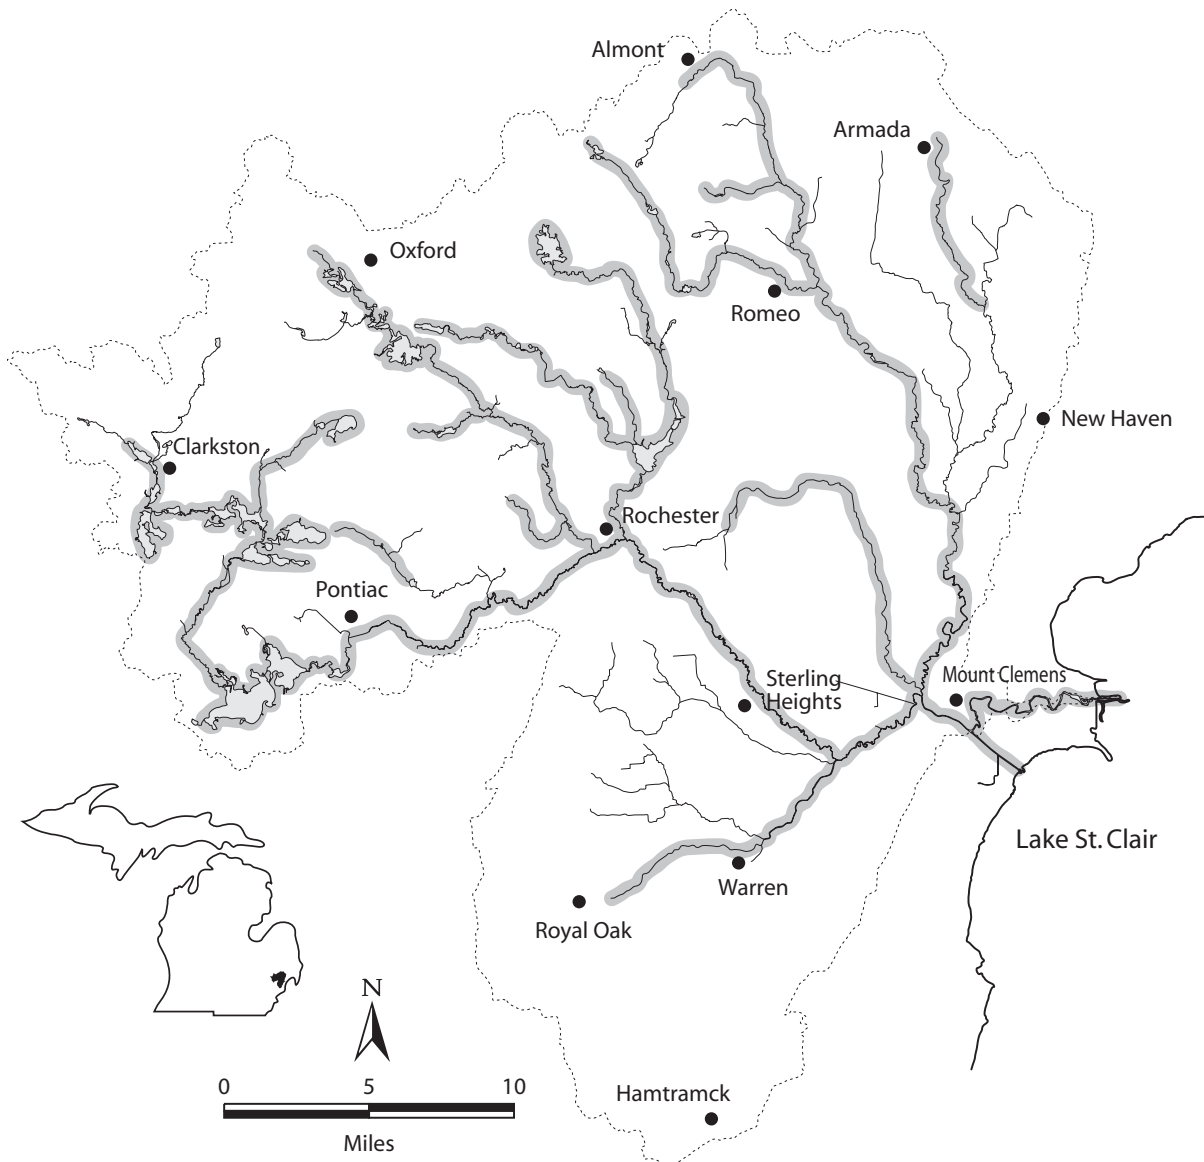 Almont
Armada
Oxford
Romeo
New Haven
Clarkston
Rochester
Pontiac
Mount Clemens
Sterling
Heights
Lake St. Clair
Warren
Royal Oak
N
0 5 10
Miles
Hamtramck